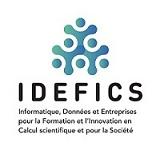 IDEFICS
Informatique, Données et Entreprises
pour la Formation et l'Innovation en
Calcul scientifique et pour la Société